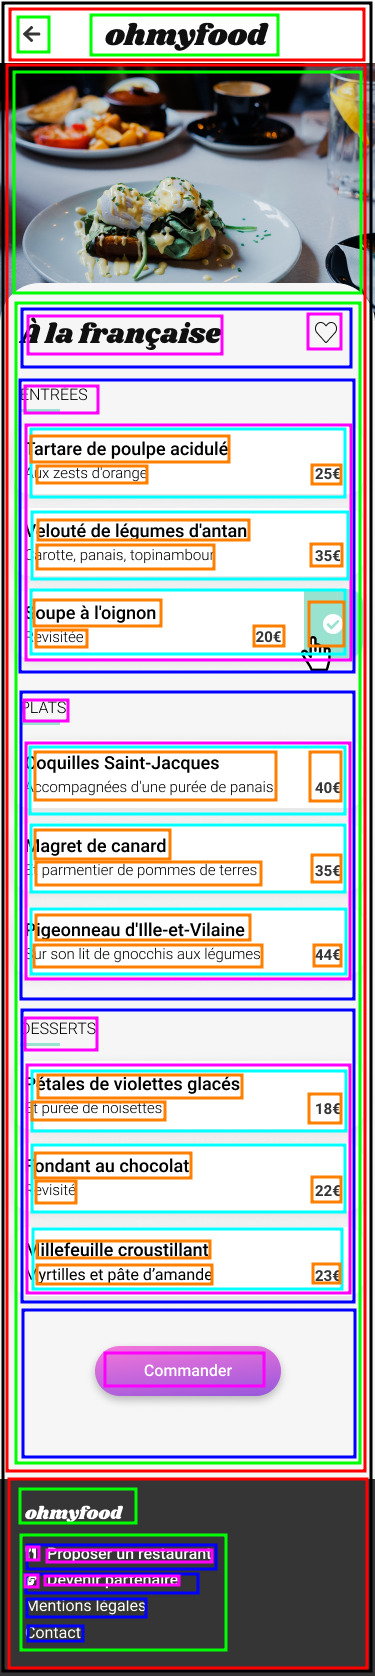 ohmyfood
À la française
ENTREES
Tartare de poulpe acidulé
Aux zests d'orange
25€
Velouté de légumes d'antan
Carotte, panais, topinambour
35€
Soupe à l'oignon
Revisitée
20€
PLATS
Coquilles Saint-Jacques
Accompagnées d'une purée de panais
40€
Magret de canard
Et parmentier de pommes de terres
35€
Pigeonneau d'Ille-et-Vilaine
Sur son lit de gnocchis aux légumes
44€
DESSERTS
Pétales de violettes glacés
Et purée de noisettes
18€
Fondant au chocolat
Revisité
22€
Millefeuille croustillant
Myrtilles et pâte d’amande
23€
Commander
ohmyfood
Proposer un restaurant
Devenir partenaire
Mentions légales
Contact